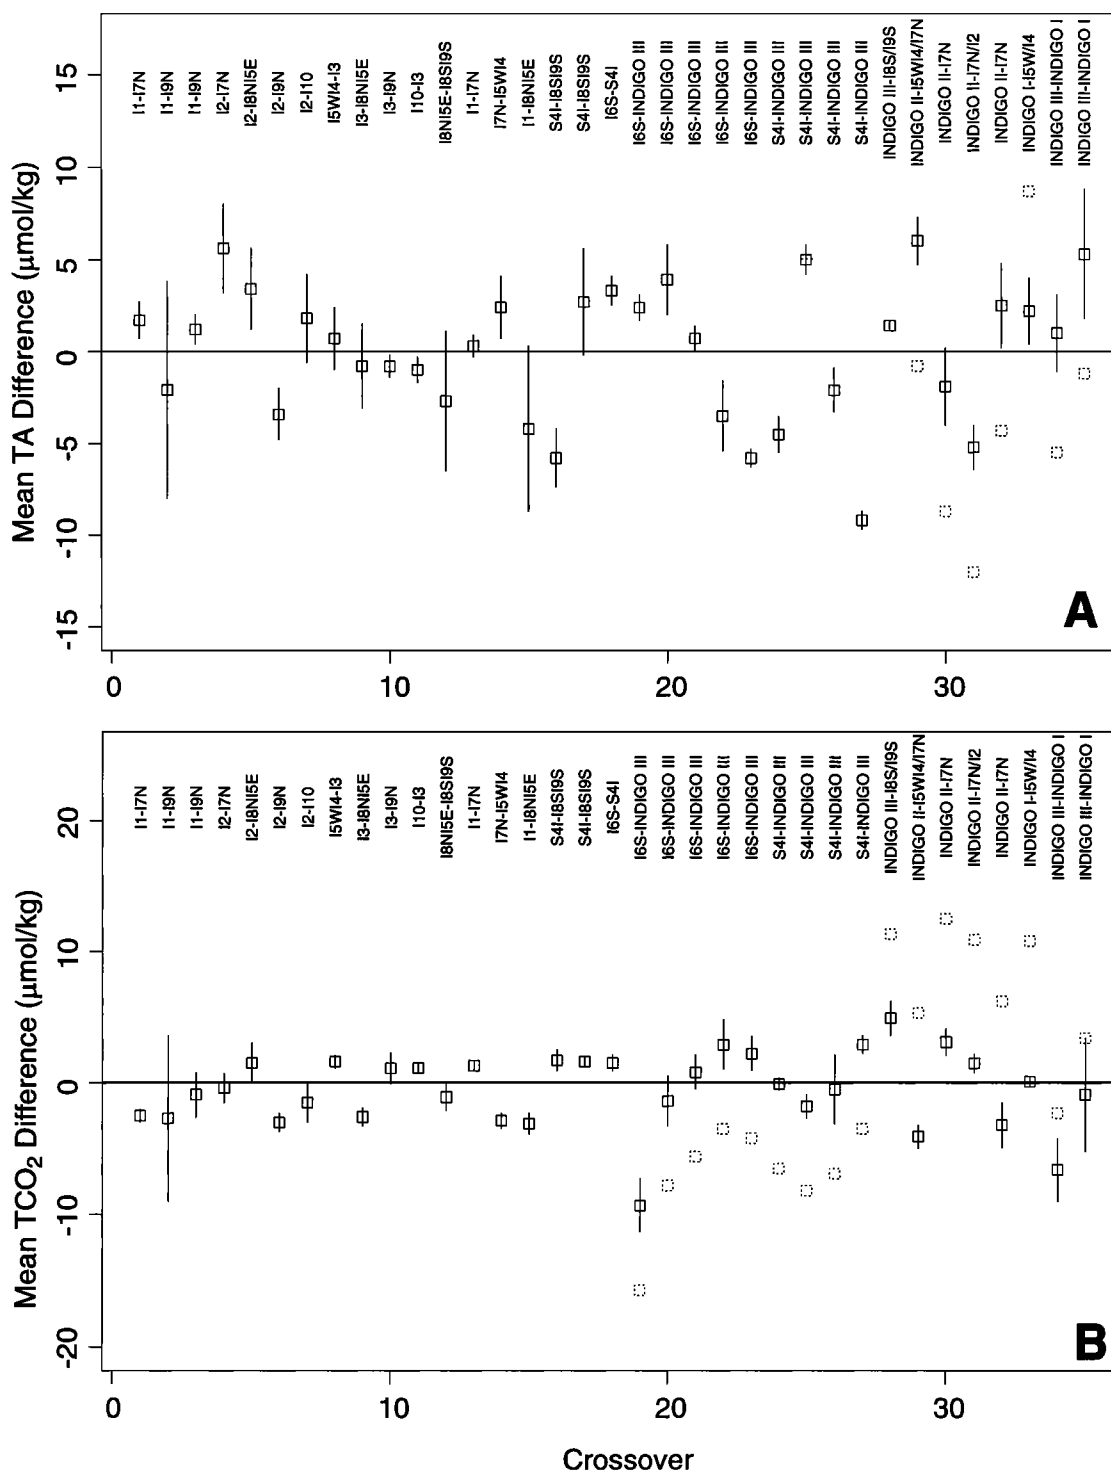 Mean TA Difference (μmol/kg)
15
10
5
0
-5
-10
-15
I1-I7N
I1-I9N
I1-I9N
I2-I7N
I2-I8NI5E
I2-I9N
I2-I10
I5WI4-I3
I3-I8NI5E
I3-I9N
I10-I3
I8NI5E-I8SI9S
I1-I7N
I7N-I5WI4
I1-I8NI5E
S4I-I8SI9S
S4I-I8SI9S
I6S-S4I
I6S-INDIGO III
I6S-INDIGO III
I6S-INDIGO III
I6S-INDIGO III
I6S-INDIGO III
S4I-INDIGO III
S4I-INDIGO III
S4I-INDIGO III
S4I-INDIGO III
INDIGO III-I8S/I9S
INDIGO II-I5WI4/I7N
INDIGO II-I7N
INDIGO II-I7N/I2
INDIGO II-I7N
INDIGO I-I5W/I4
INDIGO III-INDIGO I
INDIGO III-INDIGO I
A
0
10
20
30
Mean TCO₂ Difference (μmol/kg)
20
10
0
-10
-20
I1-I7N
I1-I9N
I1-I9N
I2-I7N
I2-I8NI5E
I2-I9N
I2-I10
I5WI4-I3
I3-I8NI5E
I3-I9N
I10-I3
I8NI5E-I8SI9S
I1-I7N
I7N-I5WI4
I1-I8NI5E
S4I-I8SI9S
S4I-I8SI9S
I6S-S4I
I6S-INDIGO III
I6S-INDIGO III
I6S-INDIGO III
I6S-INDIGO III
I6S-INDIGO III
S4I-INDIGO III
S4I-INDIGO III
S4I-INDIGO III
S4I-INDIGO III
INDIGO III-I8S/I9S
INDIGO II-I5WI4/I7N
INDIGO II-I7N
INDIGO II-I7N/I2
INDIGO II-I7N
INDIGO I-I5W/I4
INDIGO III-INDIGO I
INDIGO III-INDIGO I
B
0
10
20
30
Crossover